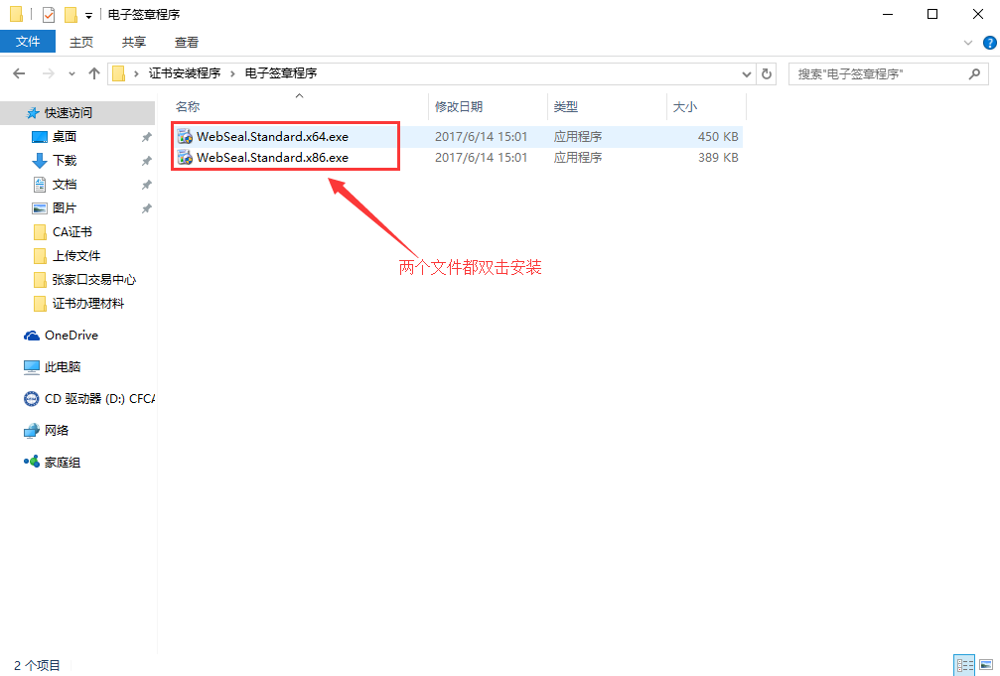 电子签章程序
文件 主页 共享 查看
证书安装程序 电子签章程序 搜索"电子签章程序"
名称 修改日期 类型 大小
WebSeal.Standard.x64.exe 2017/6/14 15:01 应用程序 450 KB
WebSeal.Standard.x86.exe 2017/6/14 15:01 应用程序 389 KB
两个文件都双击安装
快速访问
桌面
下载
文档
图片
CA证书
上传文件
张家口交易中心
证书办理材料
OneDrive
此电脑
CD 驱动器 (D:) CFCA
网络
家庭组
2 个项目